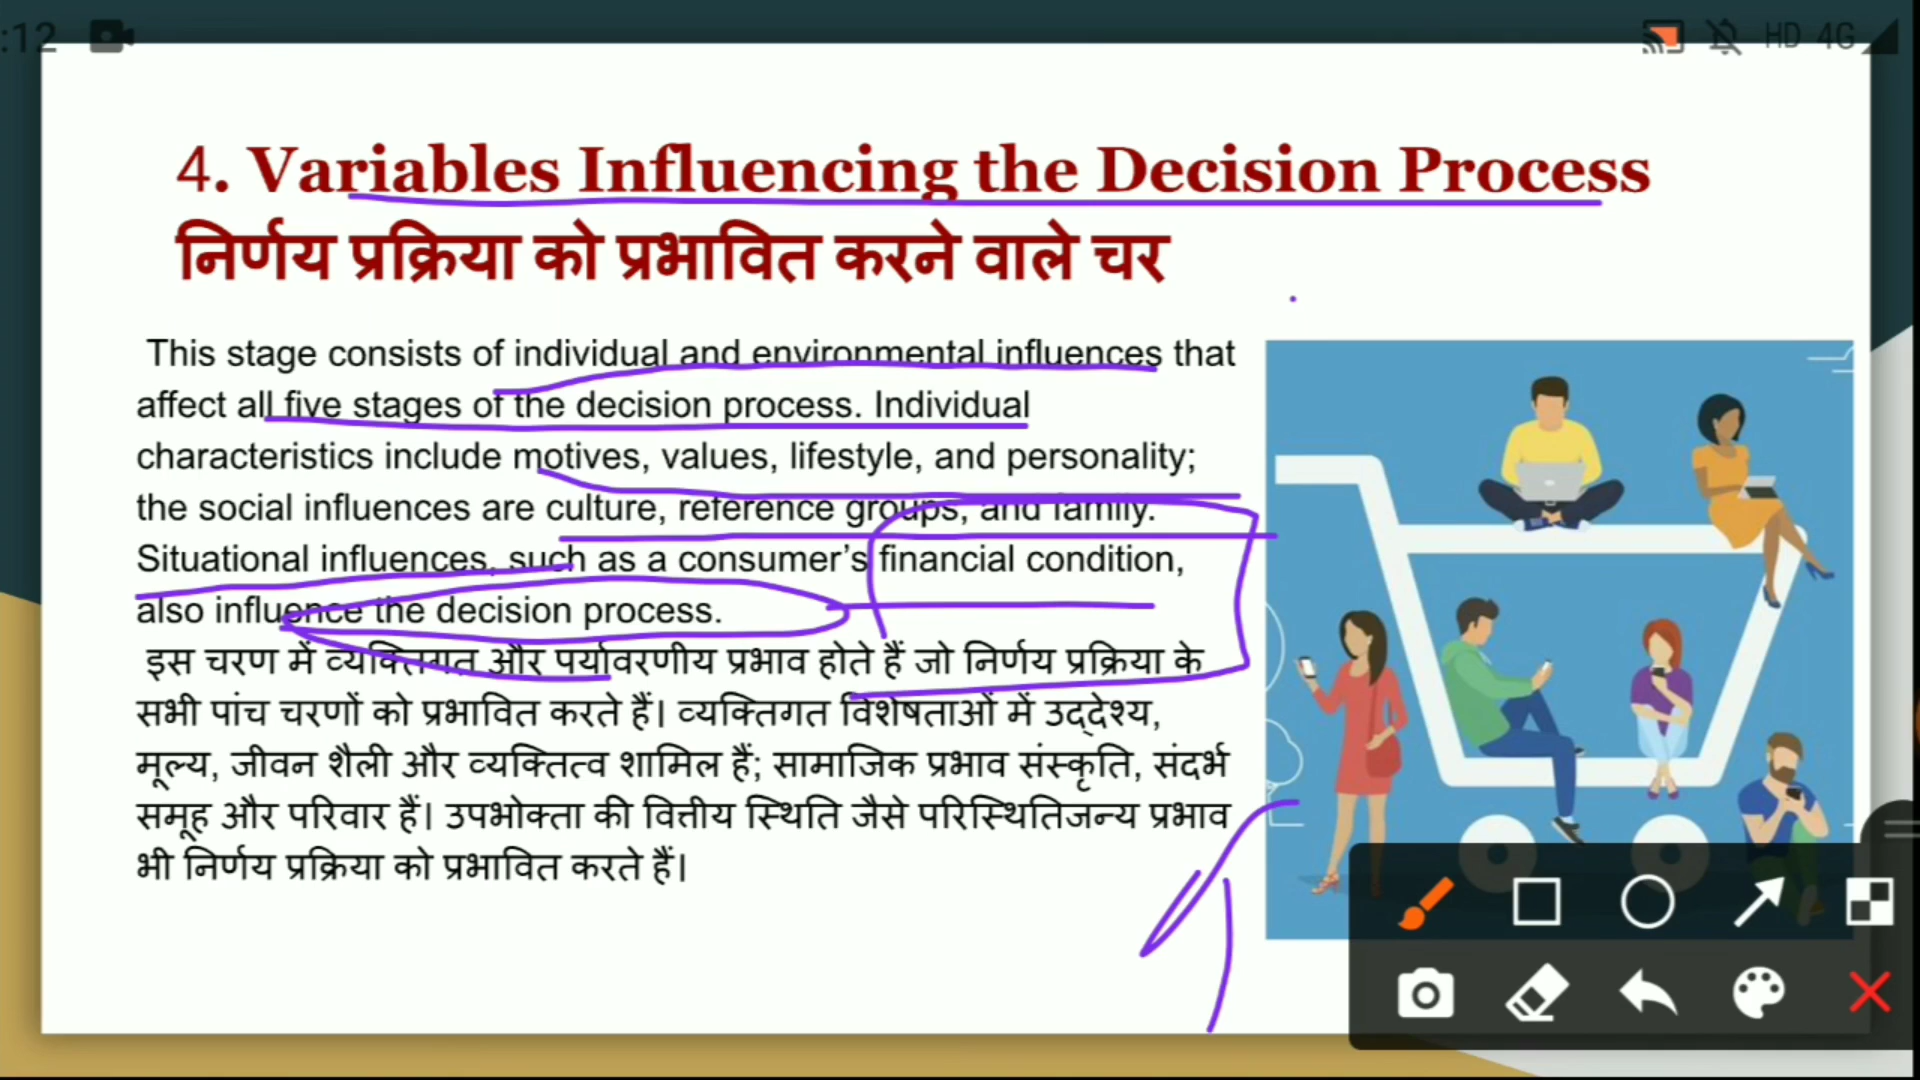 :12
HD 4G
4. Variables Influencing the Decision Process
निर्णय प्रक्रिया को प्रभावित करने वाले चर
This stage consists of individual and environmental influences that
affect all five stages of the decision process. Individual
characteristics include motives, values, lifestyle, and personality;
the social influences are culture, reference groups, and family.
Situational influences, such as a consumer’s financial condition,
also influence the decision process.
इस चरण में व्यक्तिगत और पर्यावरणीय प्रभाव होते हैं जो निर्णय प्रक्रिया के
सभी पांच चरणों को प्रभावित करते हैं। व्यक्तिगत विशेषताओं में उद्देश्य,
मूल्य, जीवन शैली और व्यक्तित्व शामिल हैं; सामाजिक प्रभाव संस्कृति, संदर्भ
समूह और परिवार हैं। उपभोक्ता की वित्तीय स्थिति जैसे परिस्थितिजन्य प्रभाव
भी निर्णय प्रक्रिया को प्रभावित करते हैं।